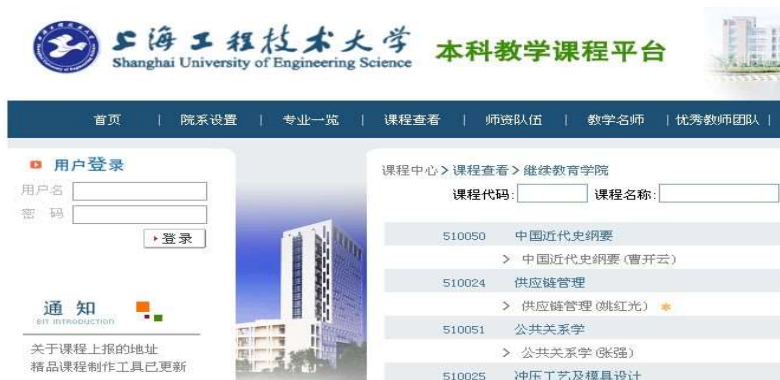 上海工程技术大学
Shanghai University of Engineering Science
本科教学课程平台
首页 | 院系设置 | 专业一览 | 课程查看 | 师资队伍 | 教学名师 | 优秀教师团队 |
用户登录
用户名
密 码
登录
通 知
EIT INTRODUCTION
关于课程上报的地址
精品课程制作工具已更新
课程中心>课程查看>继续教育学院
课程代码: 课程名称:
510050 中国近代史纲要
> 中国近代史纲要(曹开云)
510024 供应链管理
> 供应链管理(姚红光)
510051 公共关系学
> 公共关系学(张强)
510025 冲压工艺及模具设计